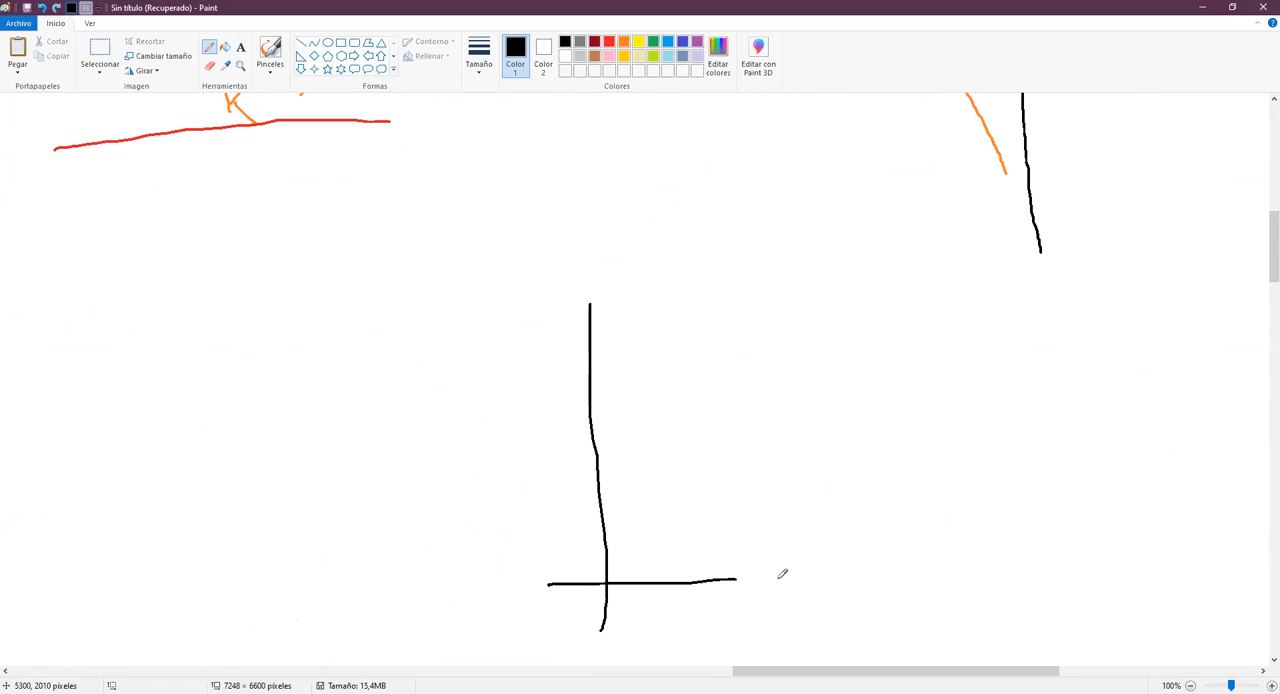 Sin título (Recuperado) - Paint
Archivo Inicio Ver
Pegar
Cortar
Copiar
Portapapeles
Seleccionar
Recortar
Cambiar tamaño
Girar
Imagen
A
Herramientas
Pinceles
Contorno
Rellenar
Formas
Tamaño
Color 1
Color 2
Editar colores
Colores
Editar con Paint 3D
K
5300, 2010 píxeles
7248 × 6600 píxeles
Tamaño: 15,4MB
100%